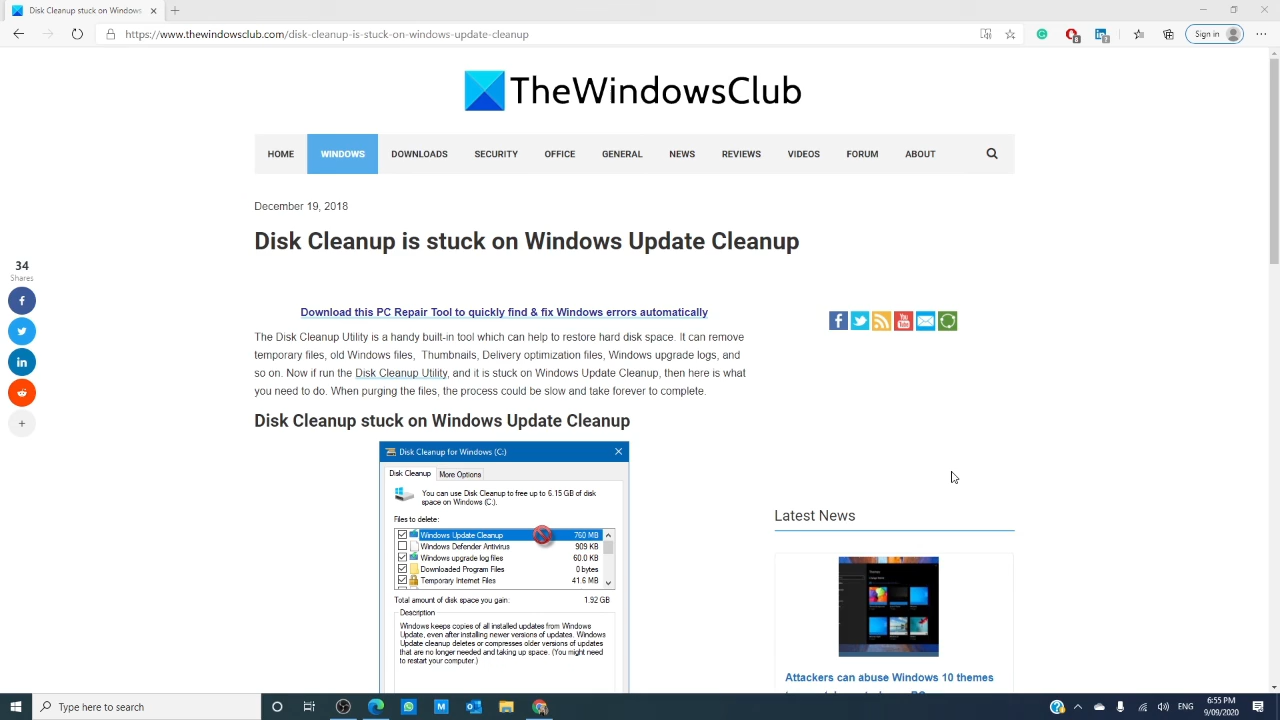 Disk Cleanup stuck on Windows
https://www.thewindowsclub.com/disk-cleanup-is-stuck-on-windows-update-cleanup
Sign in
TheWindowsClub
HOME WINDOWS DOWNLOADS SECURITY OFFICE GENERAL NEWS REVIEWS VIDEOS FORUM ABOUT
December 19, 2018
Disk Cleanup is stuck on Windows Update Cleanup
34
Shares
Download this PC Repair Tool to quickly find & fix Windows errors automatically
The Disk Cleanup Utility is a handy built-in tool which can help to restore hard disk space. It can remove
temporary files, old Windows files, Thumbnails, Delivery optimization files, Windows upgrade logs, and
so on. Now if run the Disk Cleanup Utility, and it is stuck on Windows Update Cleanup, then here is what
you need to do. When purging the files, the process could be slow and take forever to complete.
Disk Cleanup stuck on Windows Update Cleanup
Disk Cleanup for Windows (C:)
Disk Cleanup More Options
You can use Disk Cleanup to free up to 6.15 GB of disk
space on Windows (C:).
Files to delete:
Windows Update Cleanup 760 MB
Windows Defender Antivirus 909 KB
Windows upgrade log files 60.0 KB
Downloaded Program Files 0 bytes
Temporary Internet Files 41.6 MB
Total amount of disk space you gain: 1.92 GB
Description
Windows keeps copies of all installed updates from Windows
Update, even after installing newer versions of updates. Windows
Update cleanup deletes or compresses older versions of updates
that are no longer needed and taking up space. (You might need
to restart your computer.)
Latest News
Attackers can abuse Windows 10 themes
Type here to search
ENG
6:55 PM
9/09/2020